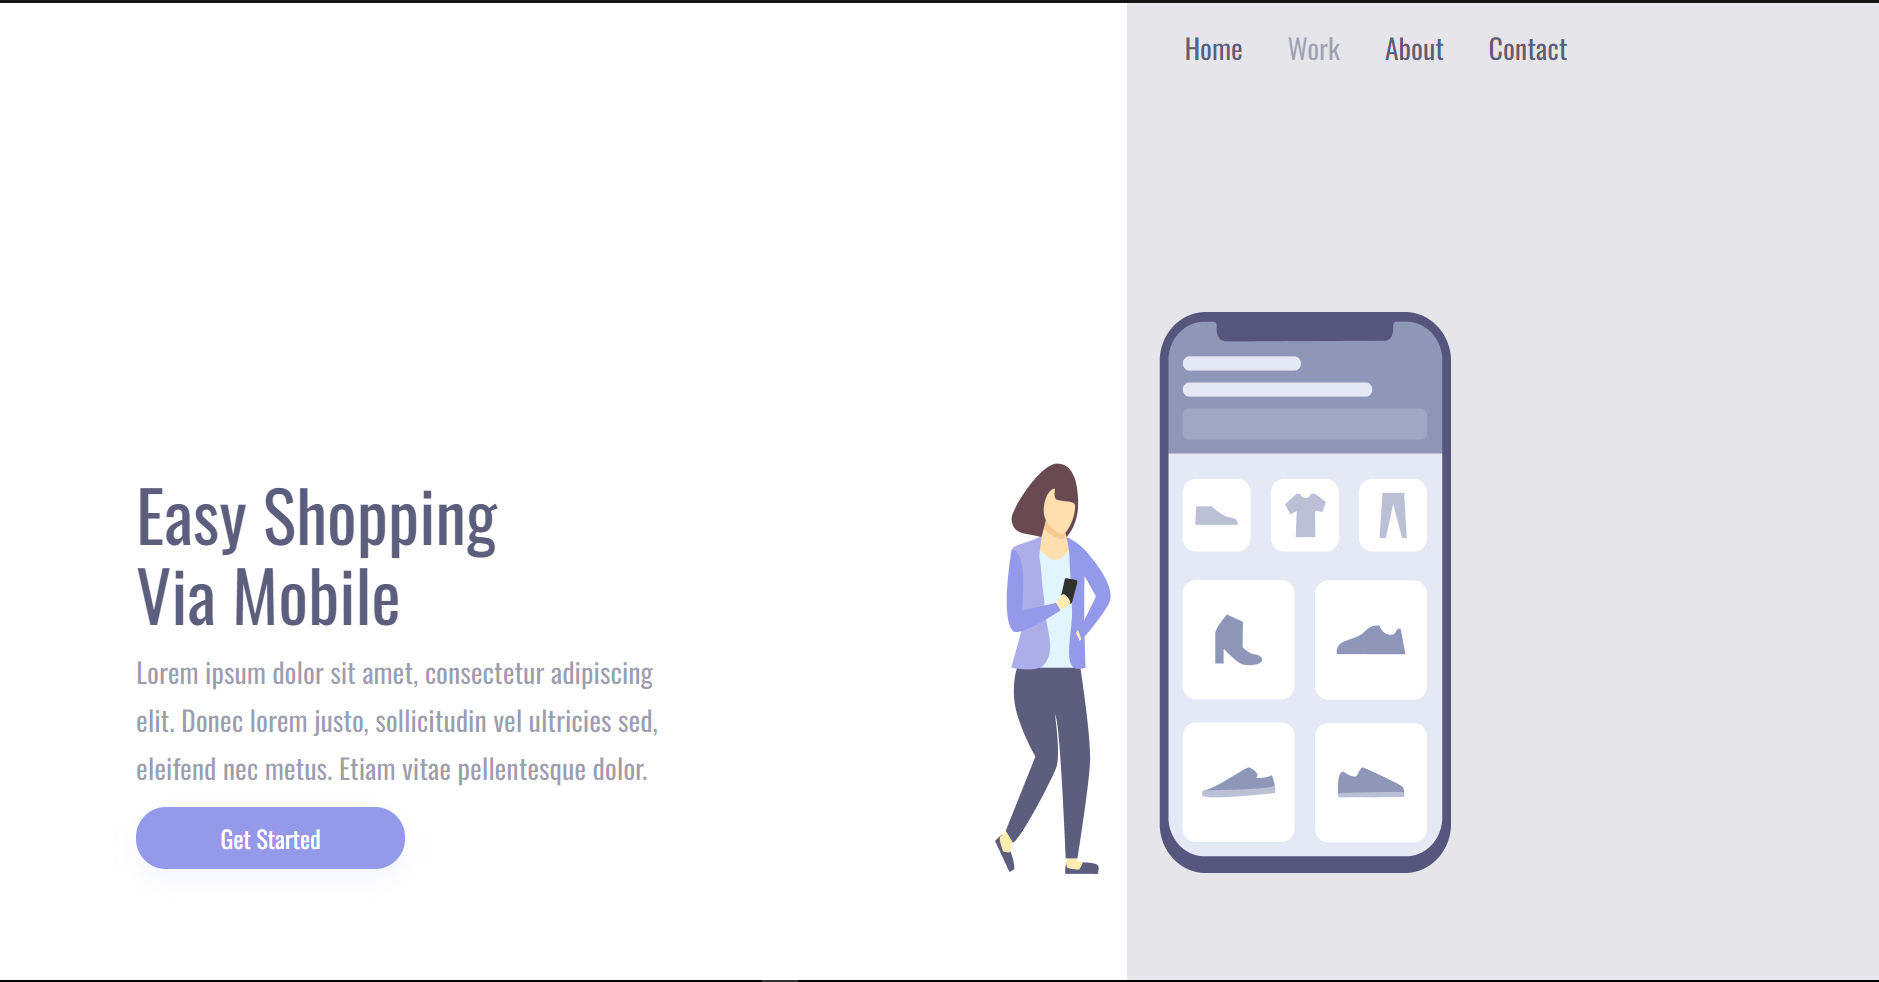 Home Work About Contact
Easy Shopping
Via Mobile
Lorem ipsum dolor sit amet, consectetur adipiscing
elit. Donec lorem justo, sollicitudin vel ultricies sed,
eleifend nec metus. Etiam vitae pellentesque dolor.
Get Started